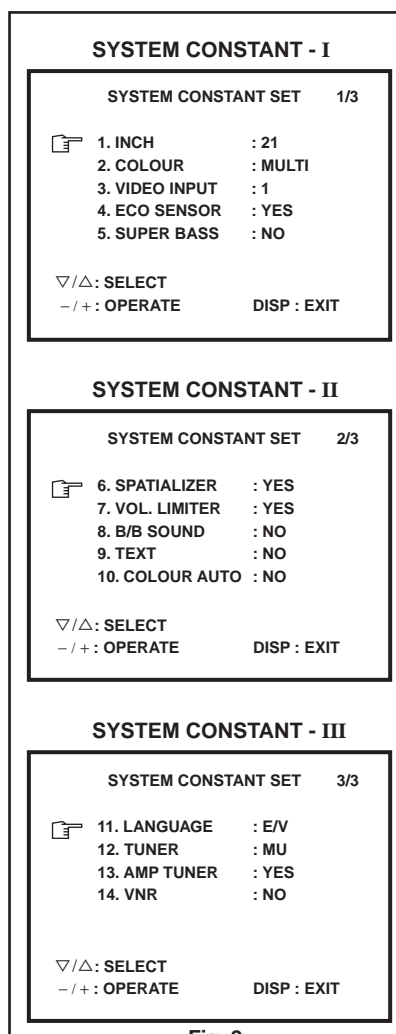 SYSTEM CONSTANT - I
SYSTEM CONSTANT SET 1/3
1. INCH : 21
2. COLOUR : MULTI
3. VIDEO INPUT : 1
4. ECO SENSOR : YES
5. SUPER BASS : NO
▽/△: SELECT
– / + : OPERATE DISP : EXIT
SYSTEM CONSTANT - II
SYSTEM CONSTANT SET 2/3
6. SPATIALIZER : YES
7. VOL. LIMITER : YES
8. B/B SOUND : NO
9. TEXT : NO
10. COLOUR AUTO : NO
▽/△: SELECT
– / + : OPERATE DISP : EXIT
SYSTEM CONSTANT - III
SYSTEM CONSTANT SET 3/3
11. LANGUAGE : E/V
12. TUNER : MU
13. AMP TUNER : YES
14. VNR : NO
▽/△: SELECT
– / + : OPERATE DISP : EXIT